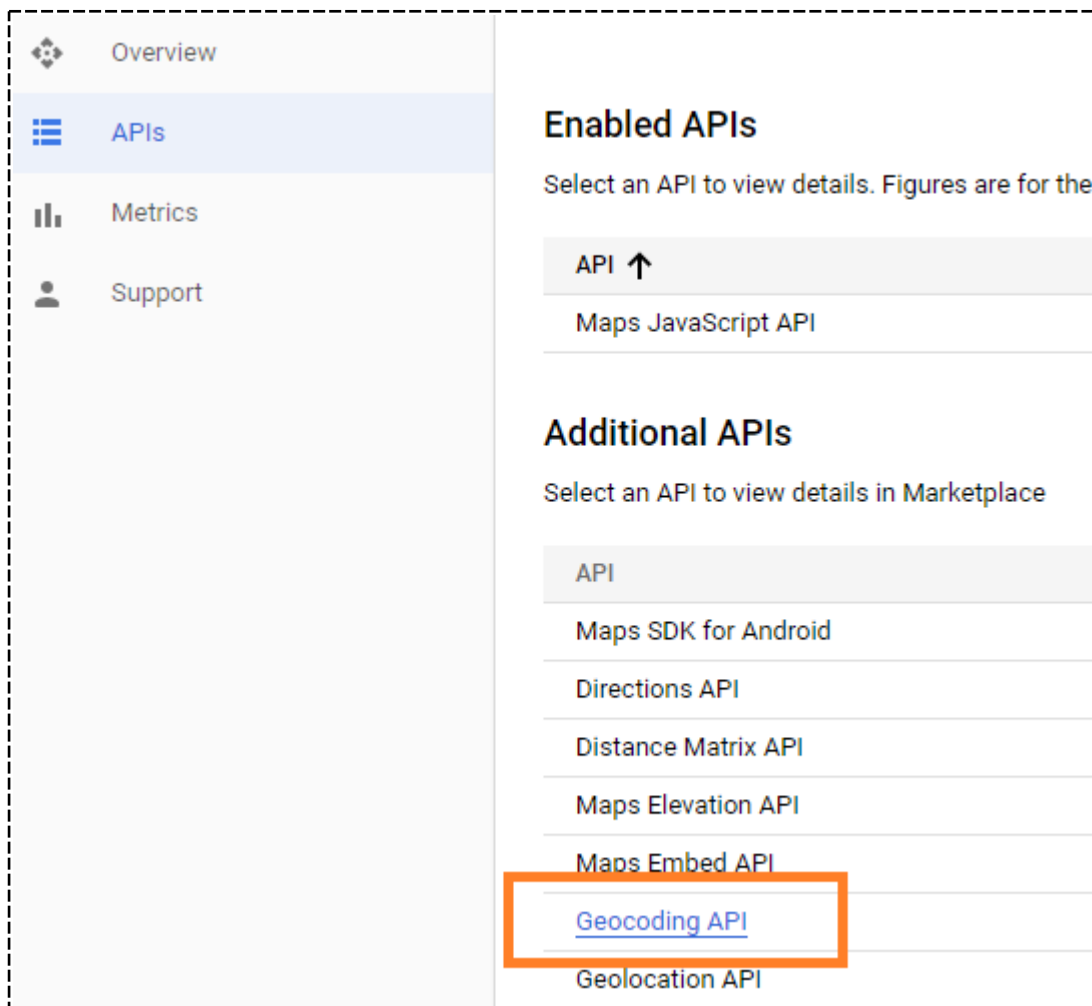 Overview
APIs
Metrics
Support
Enabled APIs
Select an API to view details. Figures are for the
API
Maps JavaScript API
Additional APIs
Select an API to view details in Marketplace
API
Maps SDK for Android
Directions API
Distance Matrix API
Maps Elevation API
Maps Embed API
Geocoding API
Geolocation API